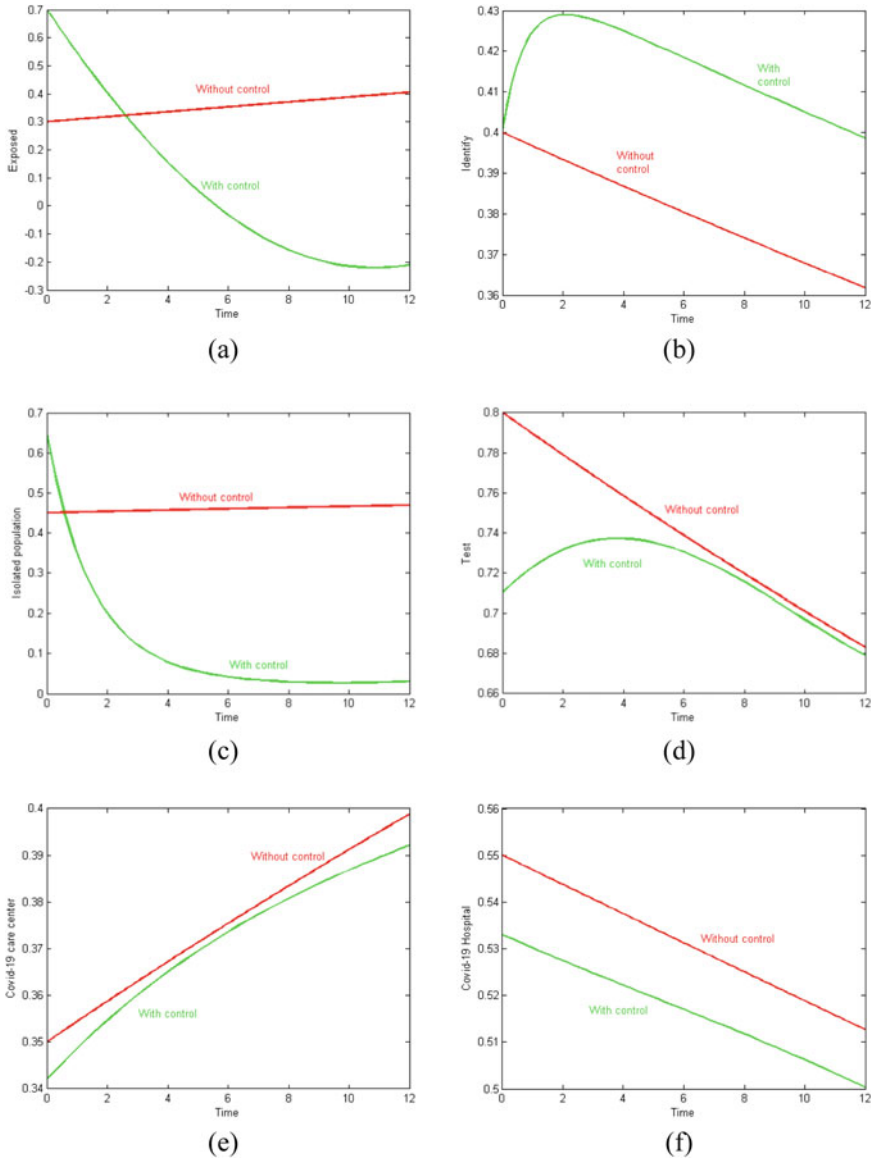 0.7
0.6
0.5
0.4
0.3
0.2
0.1
0
-0.1
-0.2
-0.3
Exposed
Without control
With control
0 2 4 6 8 10 12
Time
(a)
0.43
0.42
0.41
0.4
0.39
0.38
0.37
0.36
Identify
With
control
Without
control
0 2 4 6 8 10 12
Time
(b)
0.7
0.6
0.5
0.4
0.3
0.2
0.1
0
Isolated population
Without control
With control
0 2 4 6 8 10 12
Time
(c)
0.8
0.78
0.76
0.74
0.72
0.7
0.68
0.66
Test
Without control
With control
0 2 4 6 8 10 12
Time
(d)
0.4
0.39
0.38
0.37
0.36
0.35
0.34
Covid-19 care center
Without control
With control
0 2 4 6 8 10 12
Time
(e)
0.56
0.55
0.54
0.53
0.52
0.51
0.5
Covid-19 Hospital
Without control
With control
0 2 4 6 8 10 12
Time
(f)